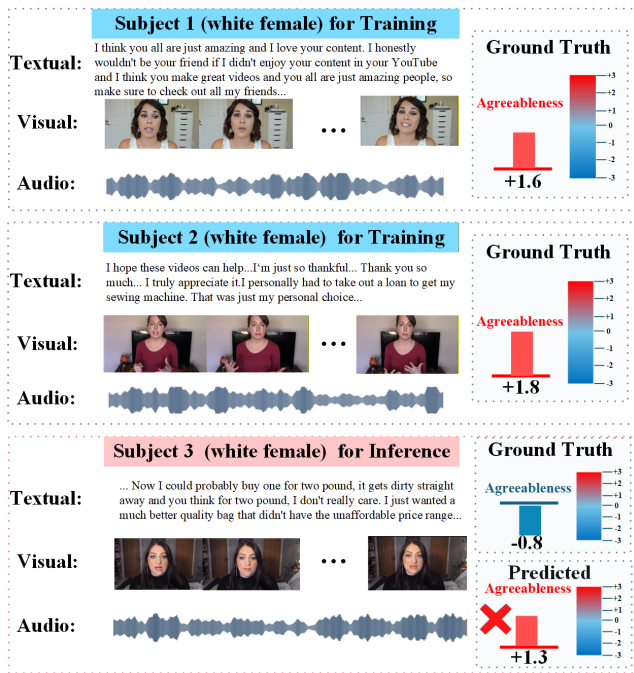 Subject 1 (white female) for Training
Textual:
I think you all are just amazing and I love your content. I honestly
wouldn't be your friend if I didn't enjoy your content in your YouTube
and I think you make great videos and you all are just amazing people, so
make sure to check out all my friends...
Visual:
...
Audio:
Ground Truth
Agreeableness
+1.6
+3
+2
+1
0
-1
-2
-3
Subject 2 (white female) for Training
Textual:
I hope these videos can help...I'm just so thankful... Thank you so
much... I truly appreciate it.I personally had to take out a loan to get my
sewing machine. That was just my personal choice...
Visual:
...
Audio:
Ground Truth
Agreeableness
+1.8
+3
+2
+1
0
-1
-2
-3
Subject 3 (white female) for Inference
Textual:
... Now I could probably buy one for two pound, it gets dirty straight
away and you think for two pound, I don't really care. I just wanted a
much better quality bag that didn't have the unaffordable price range...
Visual:
...
Audio:
Ground Truth
Agreeableness
-0.8
+3
+2
+1
0
-1
-2
-3
Predicted
Agreeableness
+1.3
+3
+2
+1
0
-1
-2
-3